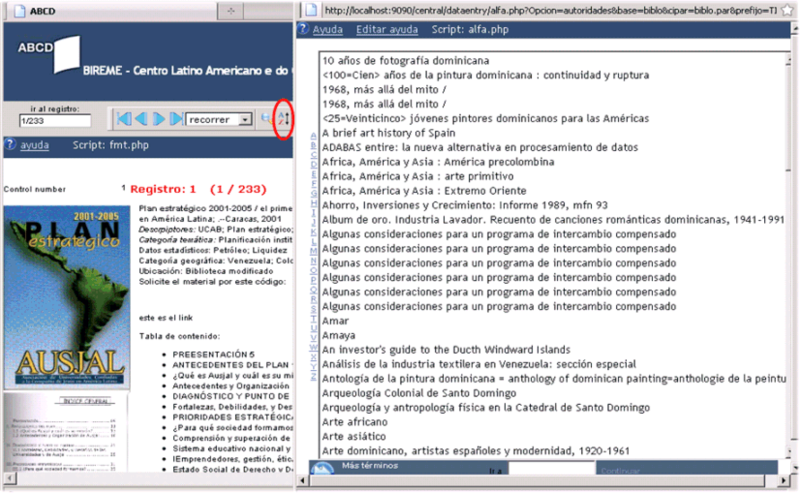 ABCD
ABCD
BIREME - Centro Latino Americano e do
ir al registro:
1/233
recorrer
ayuda Script: fmt.php
Control number 1 Registro: 1 (1 / 233)
2001-2005
PLAN
estratégico
AUSJAL
ÍNDICE GENERAL
Plan estratégico 2001-2005 / el prime
en América Latina; .--Caracas, 2001
Descriptores: UCAB; Plan estratégico;
Categoría temática: Planificación instit
Datos estadísticos: Petróleo; Liquidez
Categoría geográfica: Venezuela; Colo
Ubicación: Biblioteca modificado
Solicite el material por este código:
este es el link
Tabla de contenido:
PREESENTACIÓN 5
ANTECEDENTES DEL PLAN
¿Qué es Ausjal y cuál es su mi
Antecedentes y Organización
DIAGNÓSTICO Y PUNTO DE
Fortalezas, Debilidades, y Des
PRIORIDADES ESTRATÉGICA
¿Para qué sociedad formamos
Comprensión y superación de
Sistema educativo nacional y
IEmprendedores, gestión, étic
Estado Social de Derecho y D
http://localhost:9090/central/dataentry/alfa.php?Opcion=autoridades&base=biblo&cipar=biblo.par&prefijo=TI
Ayuda Editar ayuda Script: alfa.php
A
B
C
D
E
F
G
H
I
J
K
L
M
N
O
P
Q
R
S
T
U
V
W
X
Y
Z
10 años de fotografía dominicana
<100=Cien> años de la pintura dominicana : continuidad y ruptura
1968, más allá del mito /
1968, más allá del mito /
<25=Veinticinco> jóvenes pintores dominicanos para las Américas
A brief art history of Spain
ADABAS entire: la nueva alternativa en procesamiento de datos
Africa, América y Asia : América precolombina
Africa, América y Asia : arte primitivo
Africa, América y Asia : Extremo Oriente
Ahorro, Inversiones y Crecimiento: Informe 1989, mfn 93
Album de oro. Industria Lavador. Recuento de canciones románticas dominicanas, 1941-1991
Algunas consideraciones para un programa de intercambio compensado
Algunas consideraciones para un programa de intercambio compensado
Algunas consideraciones para un programa de intercambio compensado
Algunas consideraciones para un programa de intercambio compensado
Algunas consideraciones para un programa de intercambio compensado
Algunas consideraciones para un programa de intercambio compensado
Amar
Amaya
An investor's guide to the Ducth Windward Islands
Análisis de la industria textilera en Venezuela: sección especial
Antología de la pintura dominicana = anthology of dominican painting=anthologie de la peintu
Arqueología Colonial de Santo Domingo
Arqueología y antropología física en la Catedral de Santo Domingo
Arte africano
Arte asiático
Arte dominicano, artistas españoles y modernidad, 1920-1961
Más términos
Ir a
Continuar